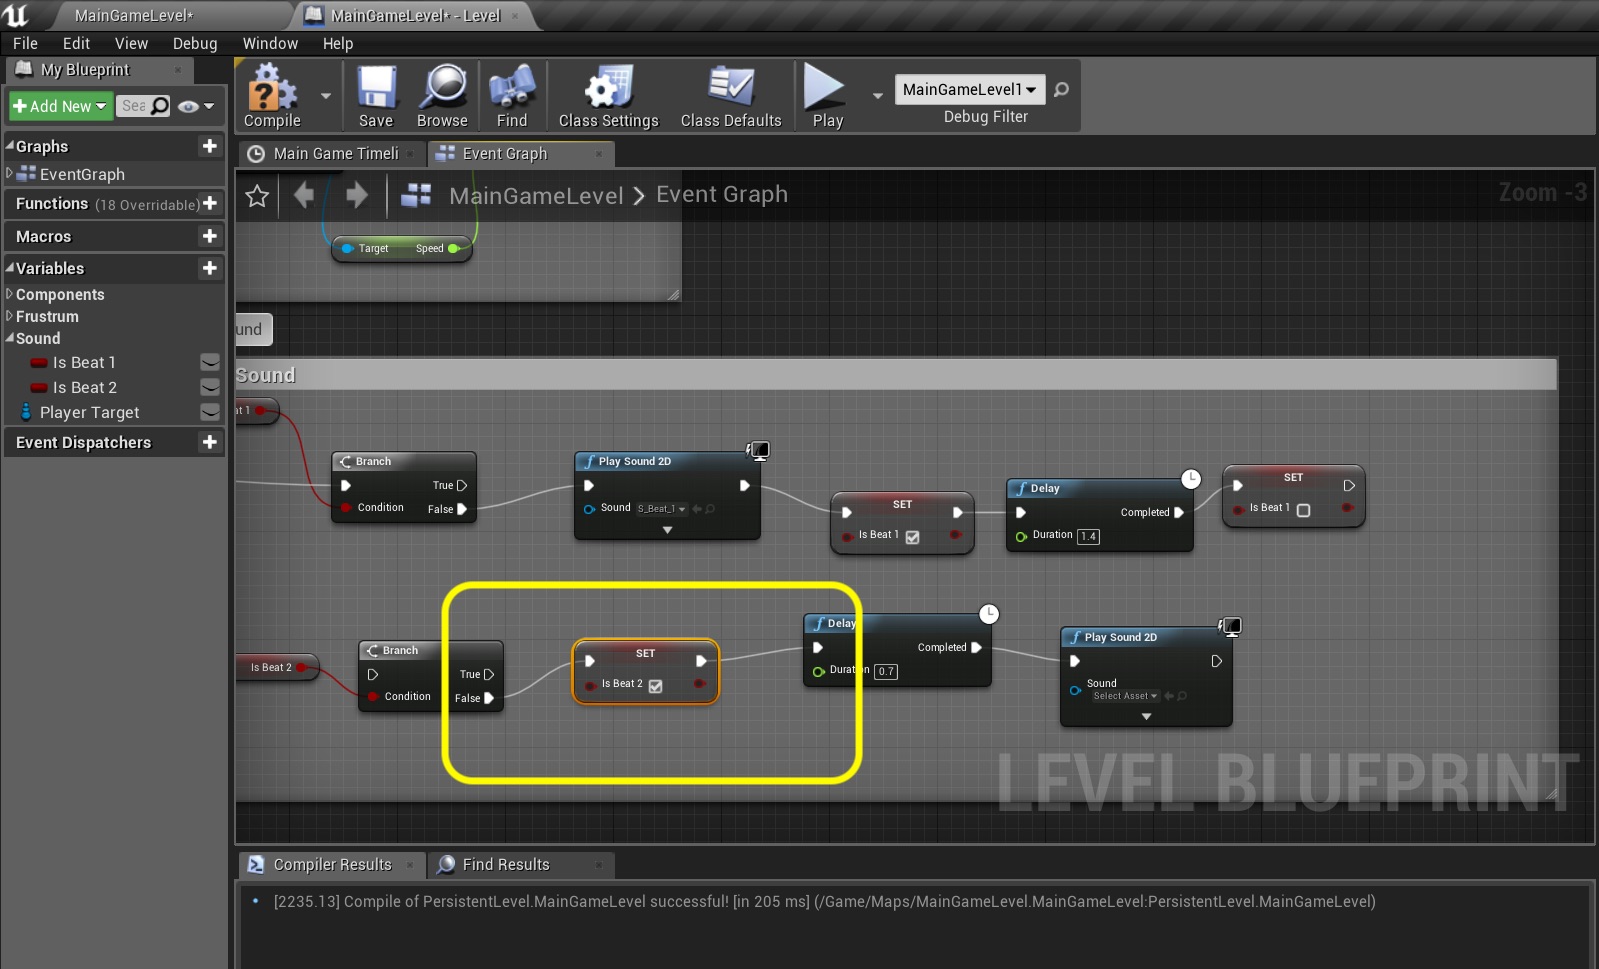 MainGameLevel*
MainGameLevel* - Level
File Edit View Debug Window Help
My Blueprint
Add New
Sea
Compile
Save
Browse
Find
Class Settings
Class Defaults
Play
MainGameLevel1
Debug Filter
Graphs
EventGraph
Functions (18 Overridable)
Macros
Variables
Components
Frustrum
Sound
Is Beat 1
Is Beat 2
Player Target
Event Dispatchers
Main Game Timeli
Event Graph
MainGameLevel > Event Graph
Zoom -3
Target Speed
und
Sound
at 1
Branch
True
Condition
False
Play Sound 2D
Sound S_Beat_1
SET
Is Beat 1
Delay
Completed
Duration 1.4
SET
Is Beat 1
Is Beat 2
Branch
True
Condition
False
SET
Is Beat 2
Delay
Completed
Duration 0.7
Play Sound 2D
Sound
Select Asset
LEVEL BLUEPRINT
Compiler Results
Find Results
[2235.13] Compile of PersistentLevel.MainGameLevel successful! [in 205 ms] (/Game/Maps/MainGameLevel.MainGameLevel:PersistentLevel.MainGameLevel)